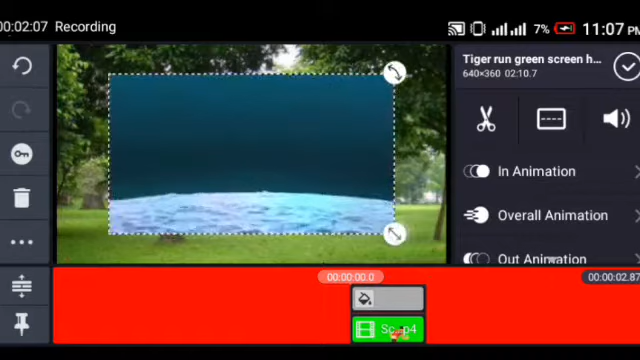 00:02:07 Recording
7% 11:07 PM
Tiger run green screen h...
640×360 02:10.7
In Animation
Overall Animation
Out Animation
00:00:00.0
00:00:02.87